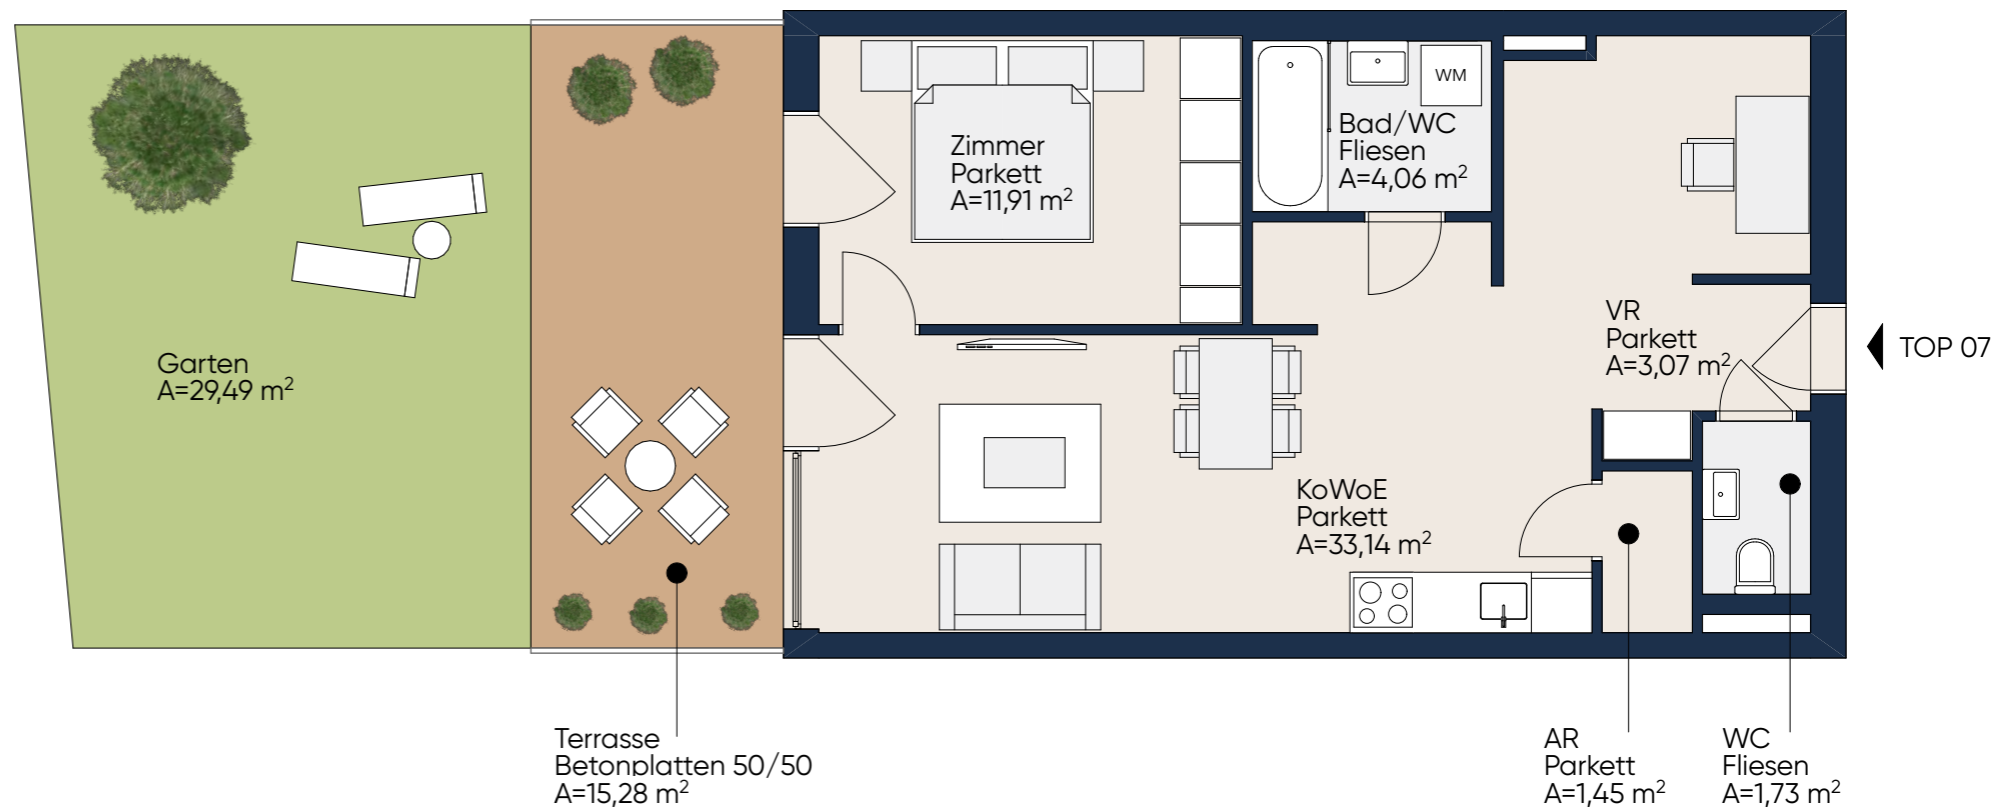 WM
Bad/WC
Fliesen
A=4,06 m²
Zimmer
Parkett
A=11,91 m²
VR
Parkett
A=3,07 m²
TOP 07
Garten
A=29,49 m²
KoWoE
Parkett
A=33,14 m²
Terrasse
Betonplatten 50/50
A=15,28 m²
AR
Parkett
A=1,45 m²
WC
Fliesen
A=1,73 m²